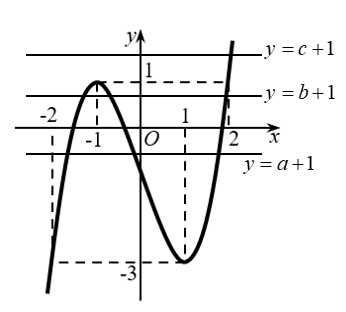 y
y = c + 1
1
y = b + 1
-2
1
-1
O
2
x
y = a + 1
-3